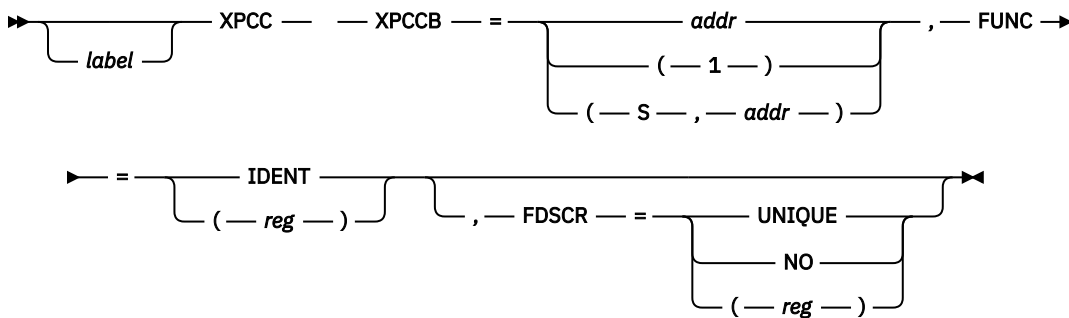 XPCC XPCCB = addr , FUNC
label
( 1 )
( S , addr )
= IDENT
( reg )
, FDSCR = UNIQUE
NO
( reg )